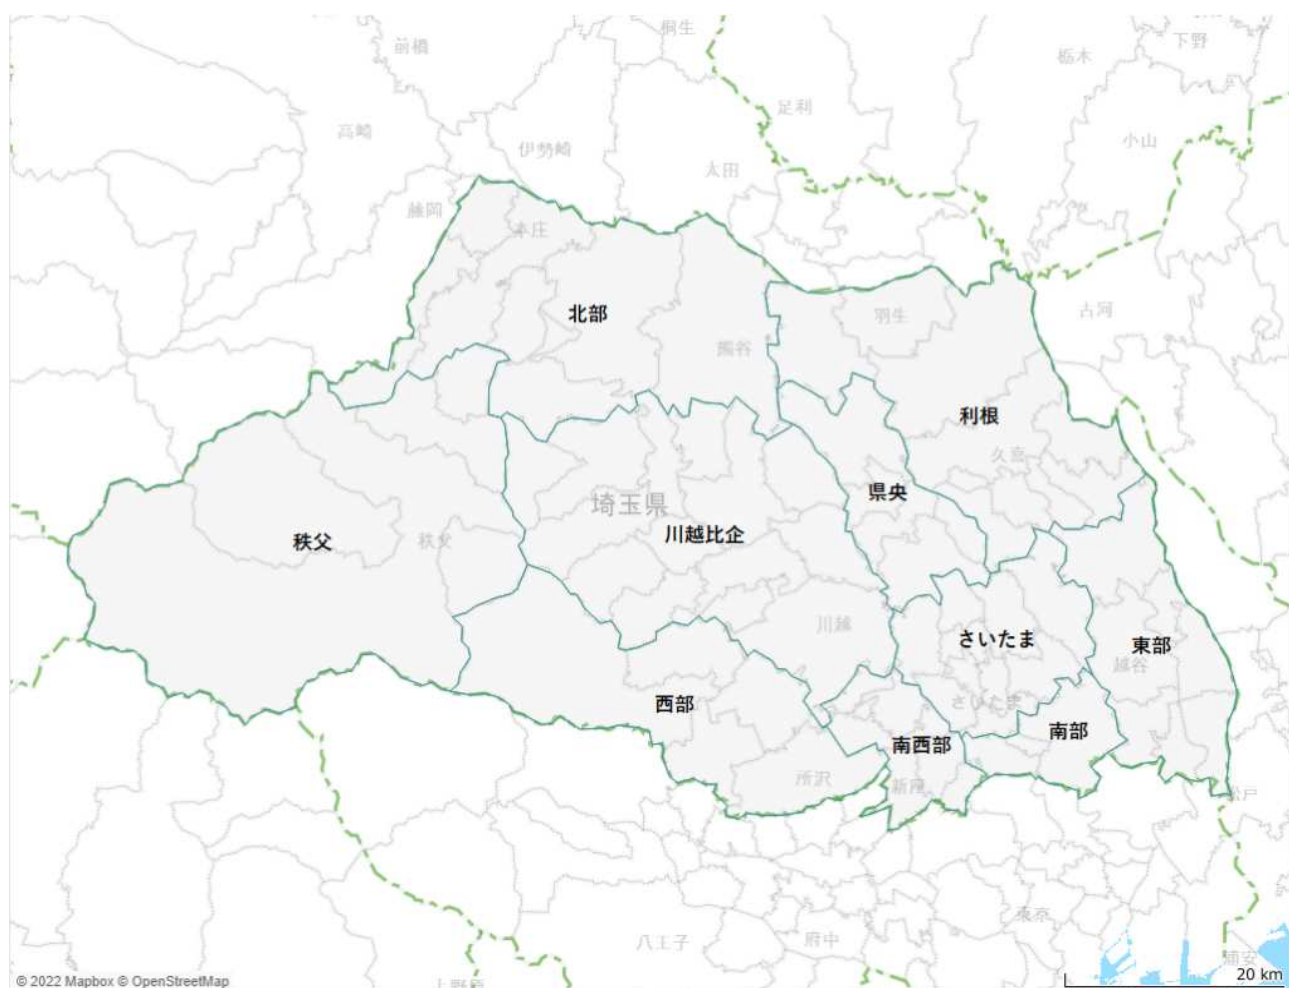 桐生
前橋
下野
栃木
足利
高崎
小山
伊勢崎
太田
藤岡
本庄
古河
北部
羽生
熊谷
利根
久喜
県央
埼玉県
川越比企
秩父
秩父
川越
さいたま
東部
越谷
西部
さいたま
南部
南西部
所沢
新座
松戸
東京
八王子
府中
浦安
20 km
© 2022 Mapbox © OpenStreetMap
上野原